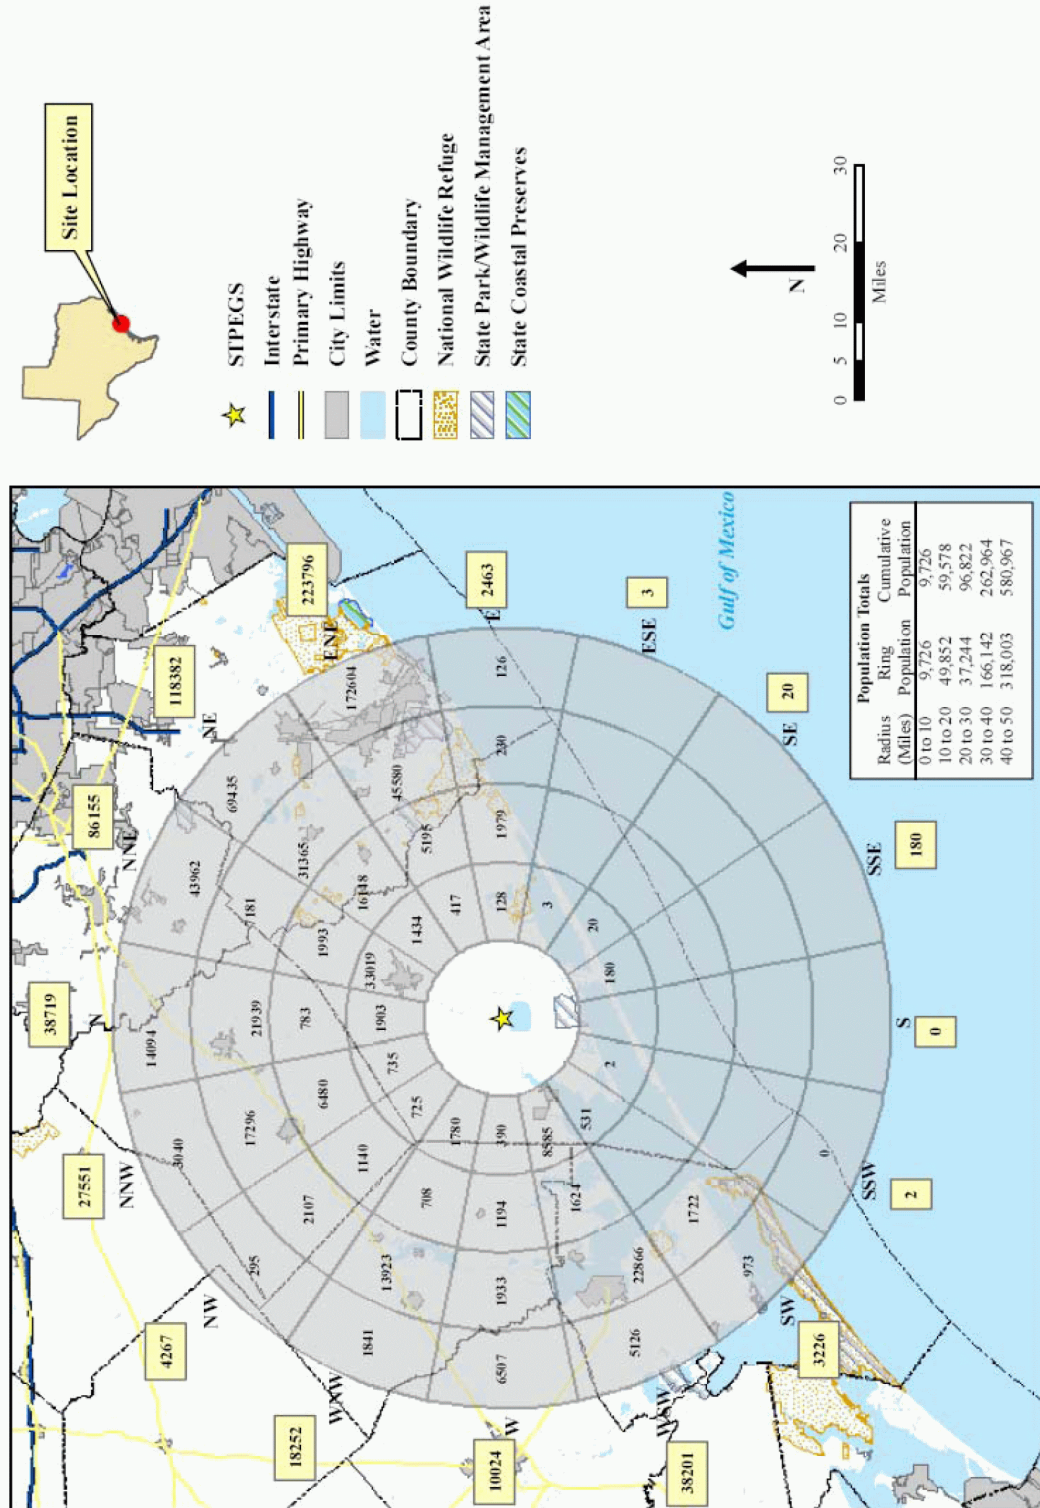 Site Location
STPEGS
Interstate
Primary Highway
City Limits
Water
County Boundary
National Wildlife Refuge
State Park/Wildlife Management Area
State Coastal Preserves
N
0 5 10 20 30
Miles
38719
N
86155
NNE
118382
NE
223796
ENE
2463
E
3
ESE
20
SE
180
SSE
0
S
2
SSW
3226
SW
38201
WSW
10024
W
18252
WNW
4267
NW
27551
NNW
14094
21939
783
1903
43962
7181
1993
33019
69435
31365
16148
1434
172604
45580
5195
417
126
230
1979
128
3
20
180
2
0
531
1722
973
8585
1624
22866
5126
390
1194
1933
6507
1780
708
13923
1841
725
1140
2107
295
735
6480
17296
3040
Gulf of Mexico
Population Totals
Radius (Miles) Ring Population Cumulative Population
0 to 10 9,726 9,726
10 to 20 49,852 59,578
20 to 30 37,244 96,822
30 to 40 166,142 262,964
40 to 50 318,003 580,967